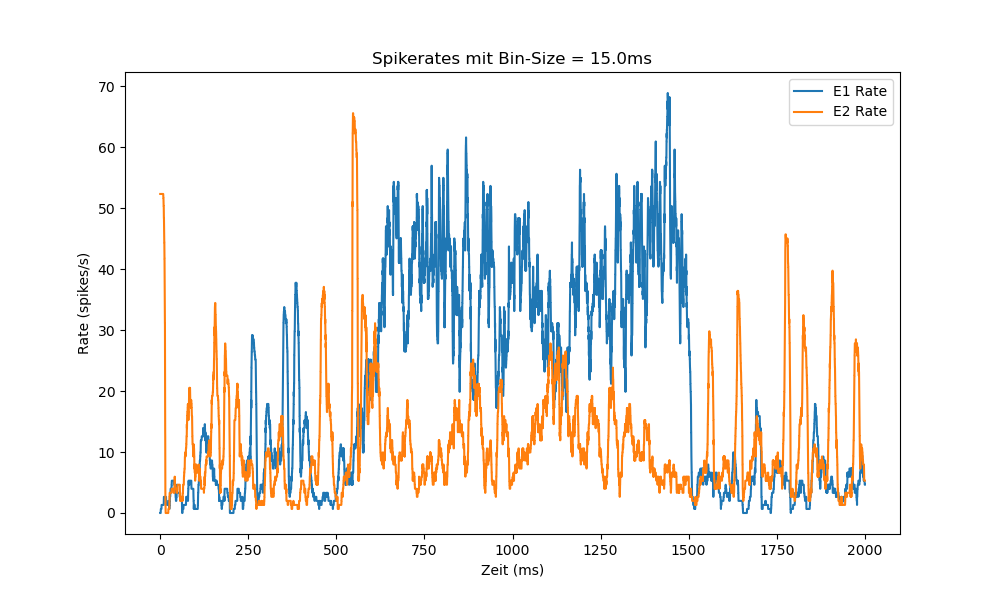 Spikerates mit Bin-Size = 15.0ms
E1 Rate
E2 Rate
Rate (spikes/s)
70
60
50
40
30
20
10
0
0 250 500 750 1000 1250 1500 1750 2000
Zeit (ms)